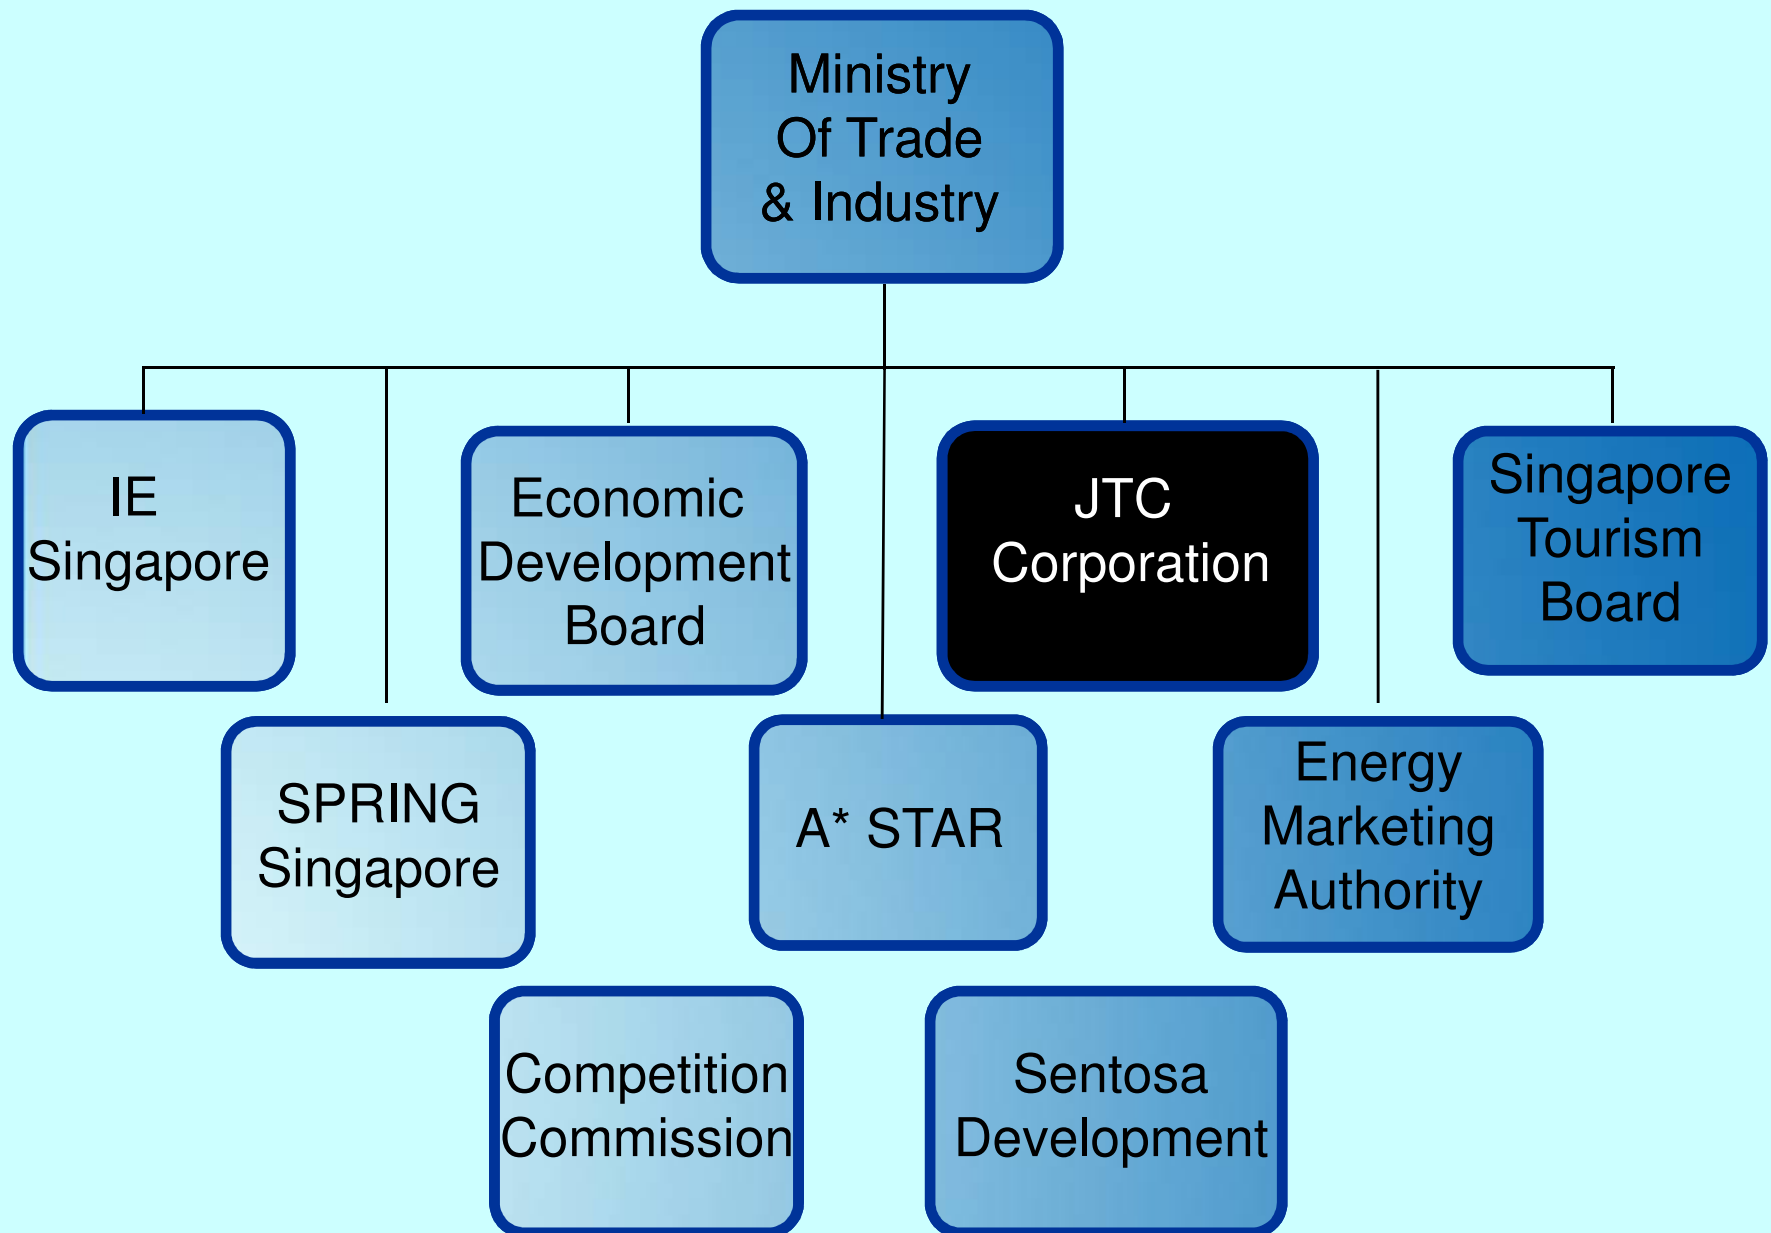 Ministry
Of Trade
& Industry
IE
Singapore
Economic
Development
Board
JTC
Corporation
Singapore
Tourism
Board
SPRING
Singapore
A* STAR
Energy
Marketing
Authority
Competition
Commission
Sentosa
Development